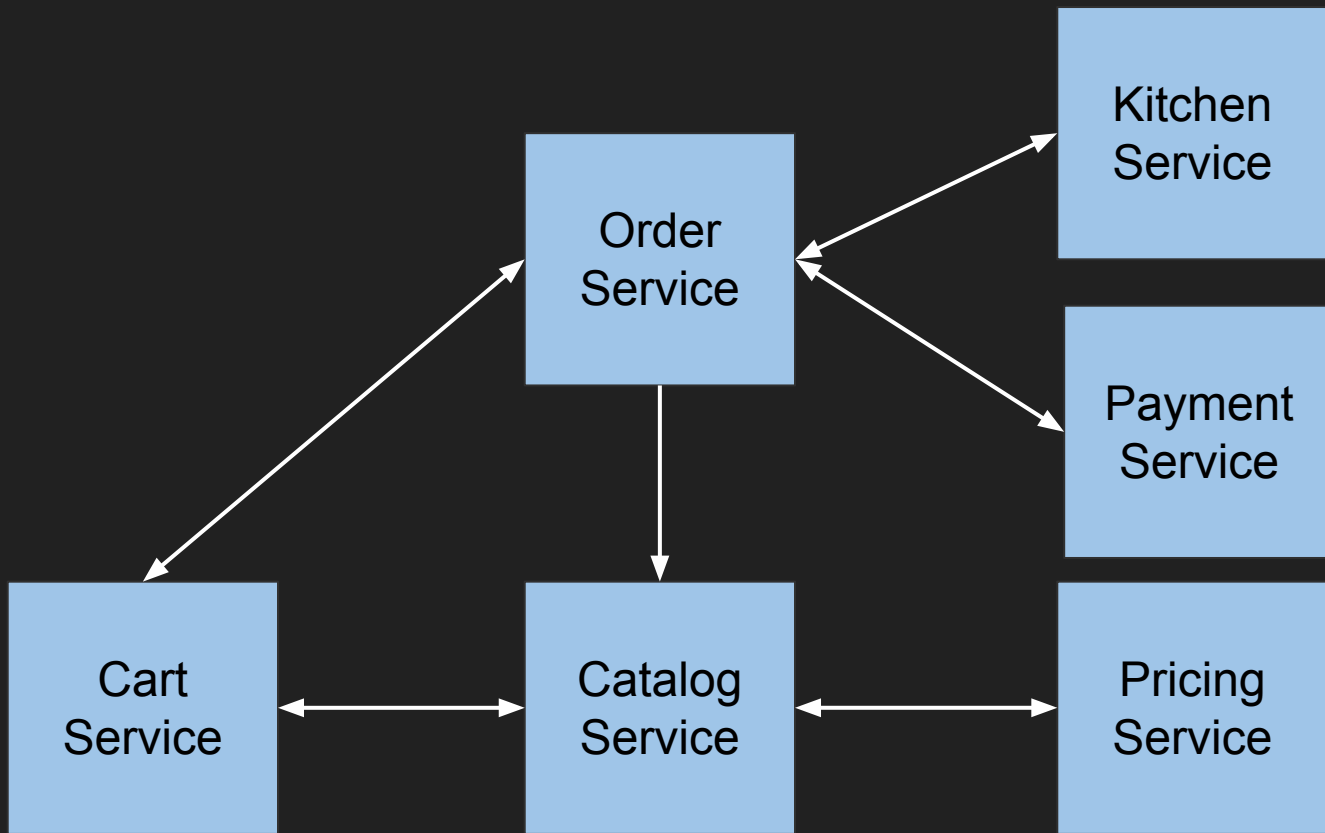 Kitchen
Service
Order
Service
Payment
Service
Cart
Service
Catalog
Service
Pricing
Service